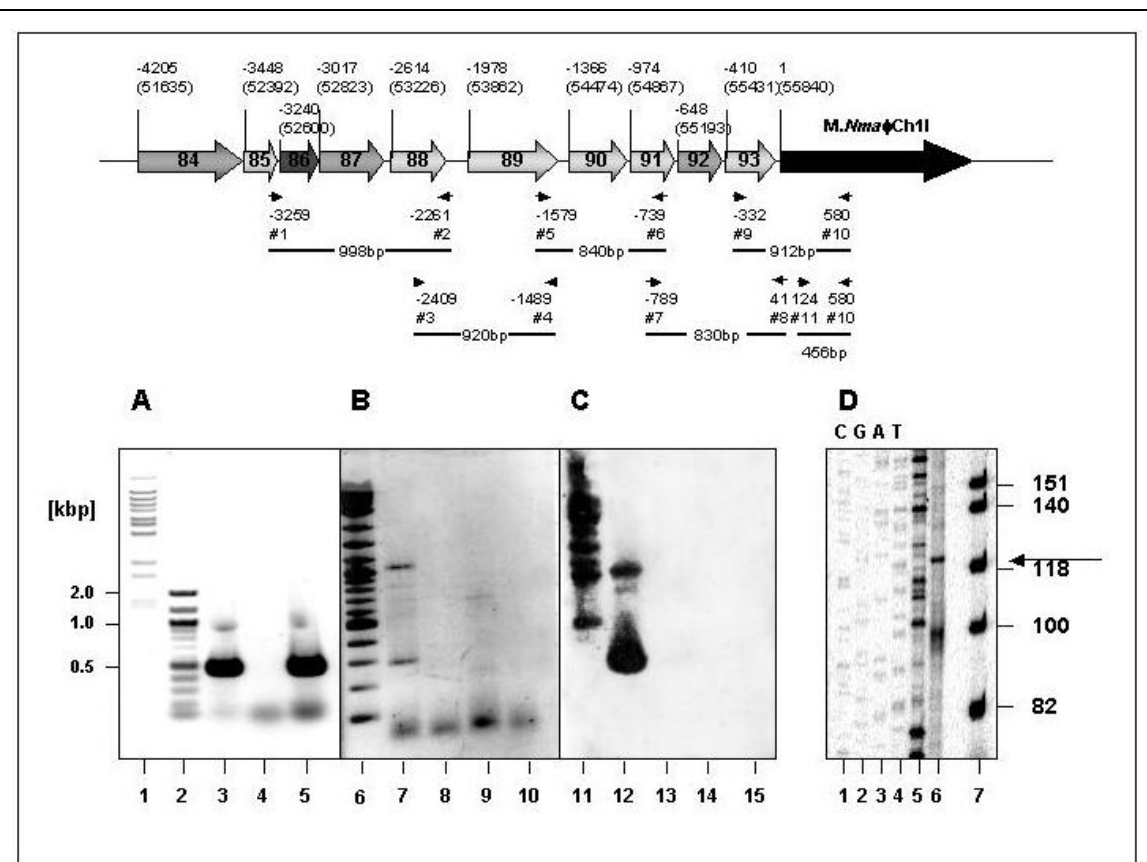 -4205 -3448 -3017 -2614 -1978 -1366 -974 -410 1
(51635) (52392) (52823) (53226) (53862) (54474) (54867) (55431) (55840)
-3240 -648
(52600) (55193) M.NmaϕCh1I
84 85 86 87 88 89 90 91 92 93
-3259 -2261 -1579 -739 -332 580
#1 #2 #5 #6 #9 #10
998bp 840bp 912bp
-2409 -1489 -789 41 124 580
#3 #4 #7 #8 #11 #10
920bp 830bp
456bp
A B C D
C G A T
[kbp]
151
140
118
2.0
1.0
100
0.5
82
1 2 3 4 5 6 7 8 9 10 11 12 13 14 15 1 2 3 4 5 6 7